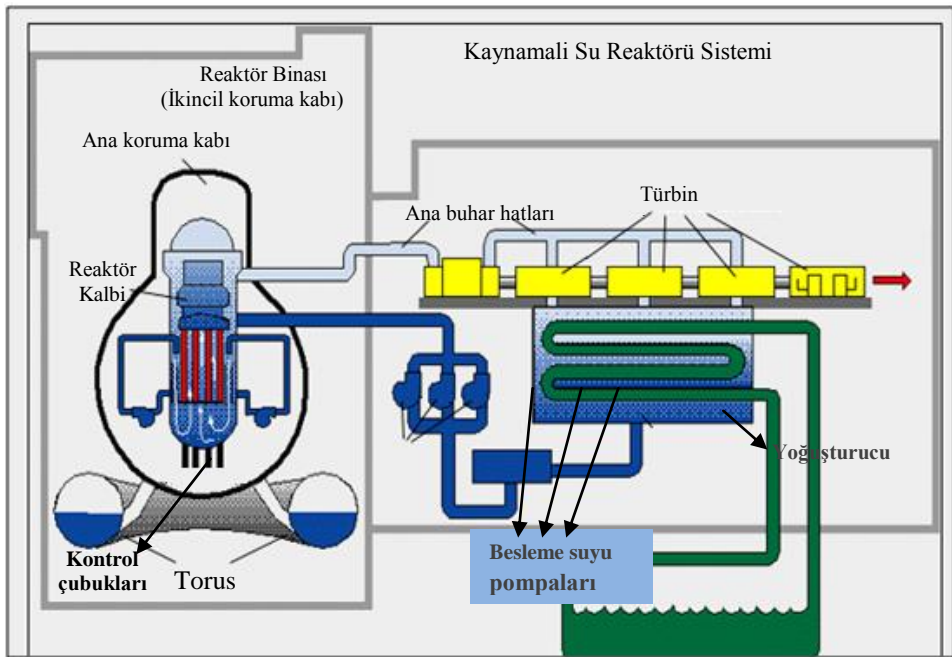 Kaynamali Su Reaktörü Sistemi
Reaktör Binası
(İkincil koruma kabı)
Ana koruma kabı
Ana buhar hatları
Türbin
Reaktör
Kalbi
Yoğuşturucu
Besleme suyu
pompaları
Kontrol
çubukları
Torus